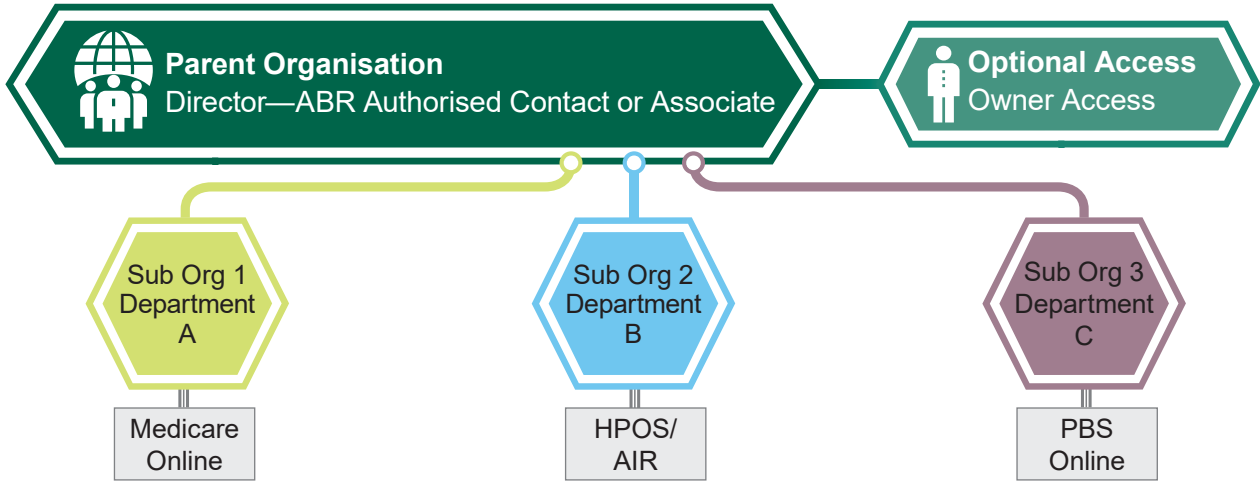 Parent Organisation
Director—ABR Authorised Contact or Associate
Optional Access
Owner Access
Sub Org 1
Department
A
Sub Org 2
Department
B
Sub Org 3
Department
C
Medicare
Online
HPOS/
AIR
PBS
Online